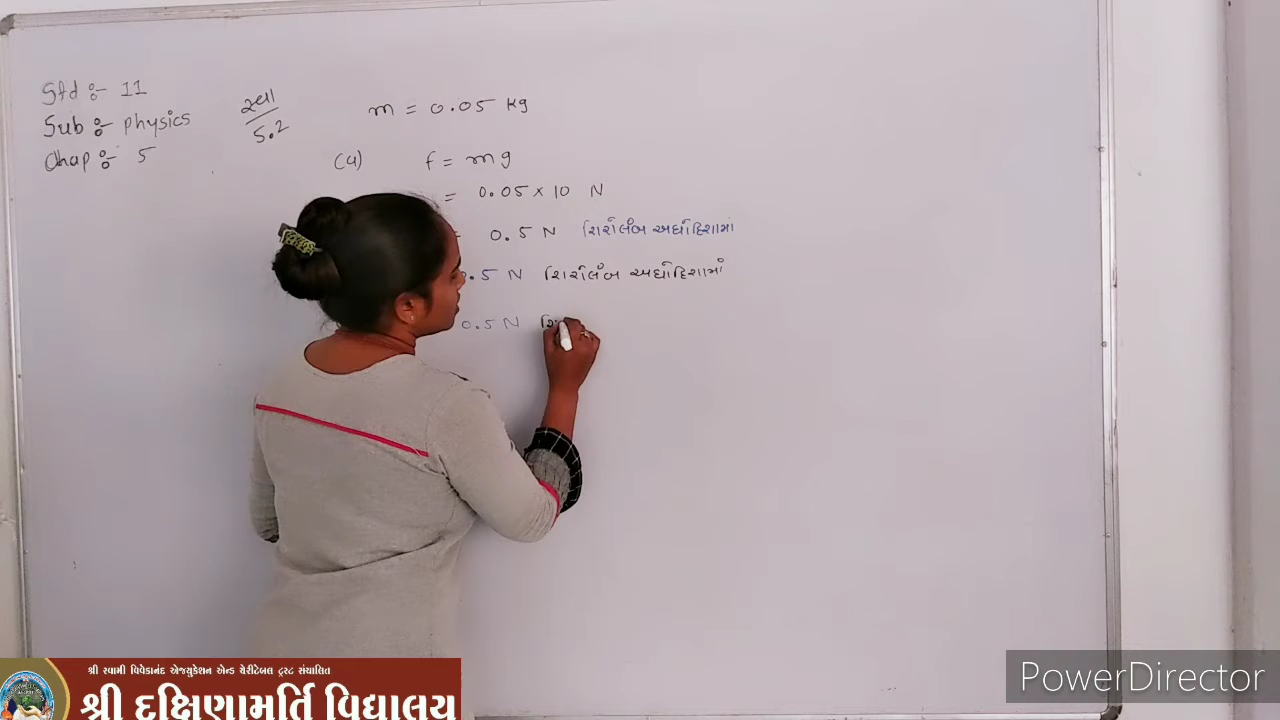 Std :- 11
Sub :- physics
Chap :- 5
સ્વા
5.2
m = 0.05 kg
(a) f = mg
= 0.05 × 10 N
= 0.5 N શિરોલંબ અધોદિશામાં
0.5 N શિરોલંબ અધોદિશામાં
0.5 N શિ
શ્રી સ્વામી વિવેકાનંદ એજ્યુકેશન એન્ડ ચેરીટેબલ ટ્રસ્ટ સંચાલિત
શ્રી દક્ષિણામૂર્તિ વિદ્યાલય
PowerDirector